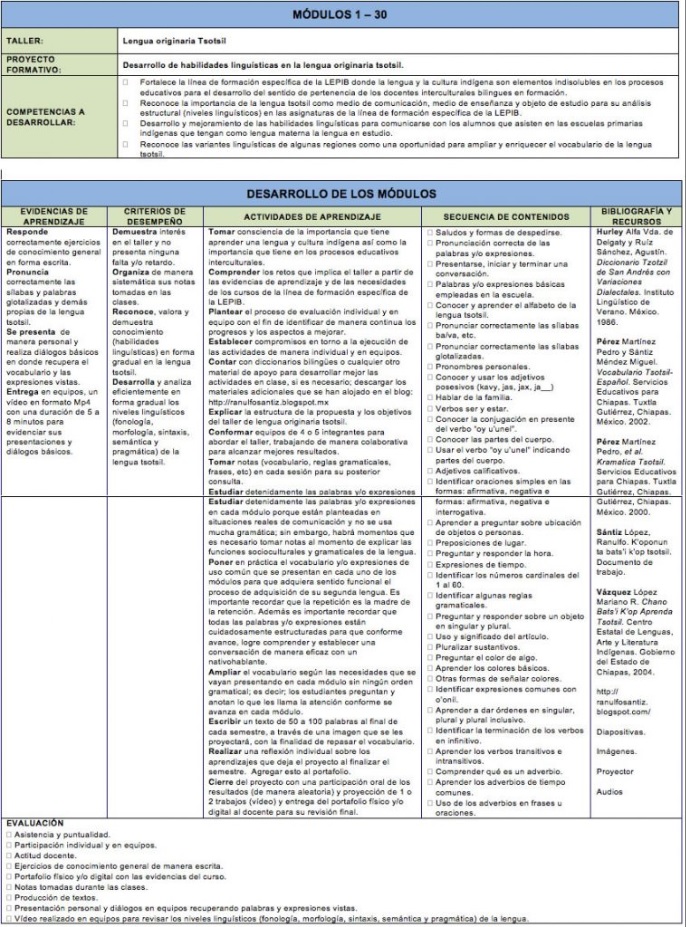 MÓDULOS 1 – 30
TALLER:
Lengua originaria Tsotsil
PROYECTO
FORMATIVO:
Desarrollo de habilidades linguísticas en la lengua originaria tsotsil.
COMPETENCIAS A
DESARROLLAR:
□ Fortalece la línea de formación específica de la LEPIB donde la lengua y la cultura indígena son elementos indisolubles en los procesos
educativos para el desarrollo del sentido de pertenencia de los docentes interculturales bilingues en formación.
□ Reconoce la importancia de la lengua tsotsil como medio de comunicación, medio de enseñanza y objeto de estudio para su análisis
estructural (niveles linguísticos) en las asignaturas de la línea de formación específica de la LEPIB.
□ Desarrollo y mejoramiento de las habilidades linguísticas para comunicarse con los alumnos que asisten en las escuelas primarias
indígenas que tengan como lengua materna la lengua en estudio.
□ Reconoce las variantes linguísticas de algunas regiones como una oportunidad para ampliar y enriquecer el vocabulario de la lengua
tsotsil.
DESARROLLO DE LOS MÓDULOS
EVIDENCIAS DE
APRENDIZAJE
CRITERIOS DE
DESEMPEÑO
ACTIVIDADES DE APRENDIZAJE
SECUENCIA DE CONTENIDOS
BIBLIOGRAFÍA Y
RECURSOS
Responde
correctamente ejercicios
de conocimiento general
en forma escrita.
Pronuncia
correctamente las
sílabas y palabras
glotalizadas y demás
propias de la lengua
tsotsil.
Se presenta de
manera personal y
realiza diálogos básicos
en donde recupera el
vocabulario y las
expresiones vistas.
Entrega en equipos, un
vídeo en formato Mp4
con una duración de 5 a
8 minutos para
evidenciar sus
presentaciones y
diálogos básicos.
Demuestra interés
en el taller y no
presenta ninguna
falta y/o retardo.
Organiza de manera
sistemática sus notas
tomadas en las
clases.
Reconoce, valora y
demuestra
conocimiento
(habilidades
linguísticas) en forma
gradual en la lengua
tsotsil.
Desarrolla y analiza
eficientemente en
forma gradual los
niveles linguísticos
(fonología,
morfología, sintaxis,
semántica y
pragmática) de la
lengua tsotsil.
Tomar consciencia de la importancia que tiene
aprender una lengua y cultura indígena así como la
importancia que tiene en los procesos educativos
interculturales.
Comprender los retos que implica el taller a partir de
las evidencias de aprendizaje y de las necesidades
de los cursos de la línea de formación específica de
la LEPIB.
Plantear el proceso de evaluación individual y en
equipo con el fin de identificar de manera continua los
progresos y los aspectos a mejorar.
Establecer compromisos en torno a la ejecución de
las actividades de manera individual y en equipos.
Contar con diccionarios bilingües o cualquier otro
material de apoyo para desarrollar mejor las
actividades en clase, si es necesario; descargar los
materiales adicionales que se han alojado en el blog:
http://ranulfosantiz.blogspot.mx
Explicar la estructura de la propuesta y los objetivos
del taller de lengua originaria tsotsil.
Conformar equipos de 4 o 5 integrantes para
abordar el taller, trabajando de manera colaborativa
para alcanzar mejores resultados.
Tomar notas (vocabulario, reglas gramaticales,
frases, etc) en cada sesión para su posterior
consulta.
Estudiar detenidamente las palabras y/o expresiones
Estudiar detenidamente las palabras y/o expresiones
en cada módulo porque están planteadas en
situaciones reales de comunicación y no se usa
mucha gramática; sin embargo, habrá momentos que
es necesario tomar notas al momento de explicar las
funciones socioculturales y gramaticales de la lengua.
Poner en práctica el vocabulario y/o expresiones de
uso común que se presentan en cada uno de los
módulos para que adquiera sentido funcional el
proceso de adquisición de su segunda lengua. Es
importante recordar que la repetición es la madre de
la retención. Además es importante recordar que
todas las palabras y/o expresiones están
cuidadosamente estructuradas para que conforme
avance, logre comprender y establecer una
conversación de manera eficaz con un
nativohablante.
Ampliar el vocabulario según las necesidades que se
vayan presentando en cada módulo sin ningún orden
gramatical; es decir; los estudiantes preguntan y
anotan lo que les llama la atención conforme se
avanza en cada módulo.
Escribir un texto de 50 a 100 palabras al final de
cada semestre, a través de una imagen que se les
proyectará, con la finalidad de repasar el vocabulario.
Realizar una reflexión individual sobre los
aprendizajes que deja el proyecto al finalizar el
semestre. Agregar esto al portafolio.
Cierre del proyecto con una participación oral de los
resultados (de manera aleatoria) y proyección de 1 o
2 trabajos (vídeo) y entrega del portafolio físico y/o
digital al docente para su revisión final.
□ Saludos y formas de despedirse.
□ Pronunciación correcta de las
palabras y/o expresiones.
□ Presentarse, iniciar y terminar una
conversación.
□ Palabras y/o expresiones básicas
empleadas en la escuela.
□ Conocer y aprender el alfabeto de la
lengua tsotsil.
□ Pronunciar correctamente las sílabas
ba/va, etc.
□ Pronunciar correctamente las sílabas
glotalizadas.
□ Pronombres personales.
□ Conocer y usar los adjetivos
posesivos (kavy, jas, jax, ja__)
□ Hablar de la familia.
□ Verbos ser y estar.
□ Conocer la conjugación en presente
del verbo "oy u'unel".
□ Conocer las partes del cuerpo.
□ Usar el verbo "oy u'unel" indicando
partes del cuerpo.
□ Adjetivos calificativos.
□ Identificar oraciones simples en las
formas: afirmativa, negativa e
formas: afirmativa, negativa e
interrogativa.
□ Aprender a preguntar sobre ubicación
de objetos o personas.
□ Preposiciones de lugar.
□ Preguntar y responder la hora.
□ Expresiones de tiempo.
□ Identificar los números cardinales del
1 al 60.
□ Identificar algunas reglas
gramaticales.
□ Preguntar y responder sobre un objeto
en singular y plural.
□ Uso y significado del artículo.
□ Pluralizar sustantivos.
□ Preguntar el color de algo.
□ Aprender los colores básicos.
□ Otras formas de señalar colores.
□ Identificar expresiones comunes con
o'onil.
□ Aprender a dar órdenes en singular,
plural y plural inclusivo.
□ Identificar la terminación de los verbos
en infinitivo.
□ Aprender los verbos transitivos e
intransitivos.
□ Comprender qué es un adverbio.
□ Aprender los adverbios de tiempo
comunes.
□ Uso de los adverbios en frases u
oraciones.
Hurley Alfa Vda. de
Delgaty y Ruíz
Sánchez, Agustín.
Diccionario Tzotzil
de San Andrés con
Variaciones
Dialectales. Instituto
Lingüístico de
Verano. México.
1986.
Pérez Martínez
Pedro y Sántiz
Méndez Miguel.
Vocabulario Tsotsil-
Español. Servicios
Educativos para
Chiapas. Tuxtla
Gutiérrez, Chiapas.
México. 2002.
Pérez Martínez
Pedro, et al.
Kramatica Tsotsil.
Servicios Educativos
para Chiapas. Tuxtla
Gutiérrez, Chiapas.
Gutiérrez, Chiapas.
México. 2000.
Sántiz López,
Ranulfo. K'oponun
ta bats'i k'op tsotsil.
Documento de
trabajo.
Vázquez López
Mariano R. Chano
Bats'i K'op Aprenda
Tsotsil. Centro
Estatal de Lenguas,
Arte y Literatura
Indígenas. Gobierno
del Estado de
Chiapas, 2004.
http://
ranulfosantiz.
blogspot.com/
Diapositivas.
Imágenes.
Proyector
Audios
EVALUACIÓN
□ Asistencia y puntualidad.
□ Participación individual y en equipos.
□ Actitud docente.
□ Ejercicios de conocimiento general de manera escrita.
□ Portafolio físico y/o digital con las evidencias del curso.
□ Notas tomadas durante las clases.
□ Producción de textos.
□ Presentación personal y diálogos en equipos recuperando palabras y expresiones vistas.
□ Vídeo realizado en equipos para revisar los niveles linguísticos (fonología, morfología, sintaxis, semántica y pragmática) de la lengua.